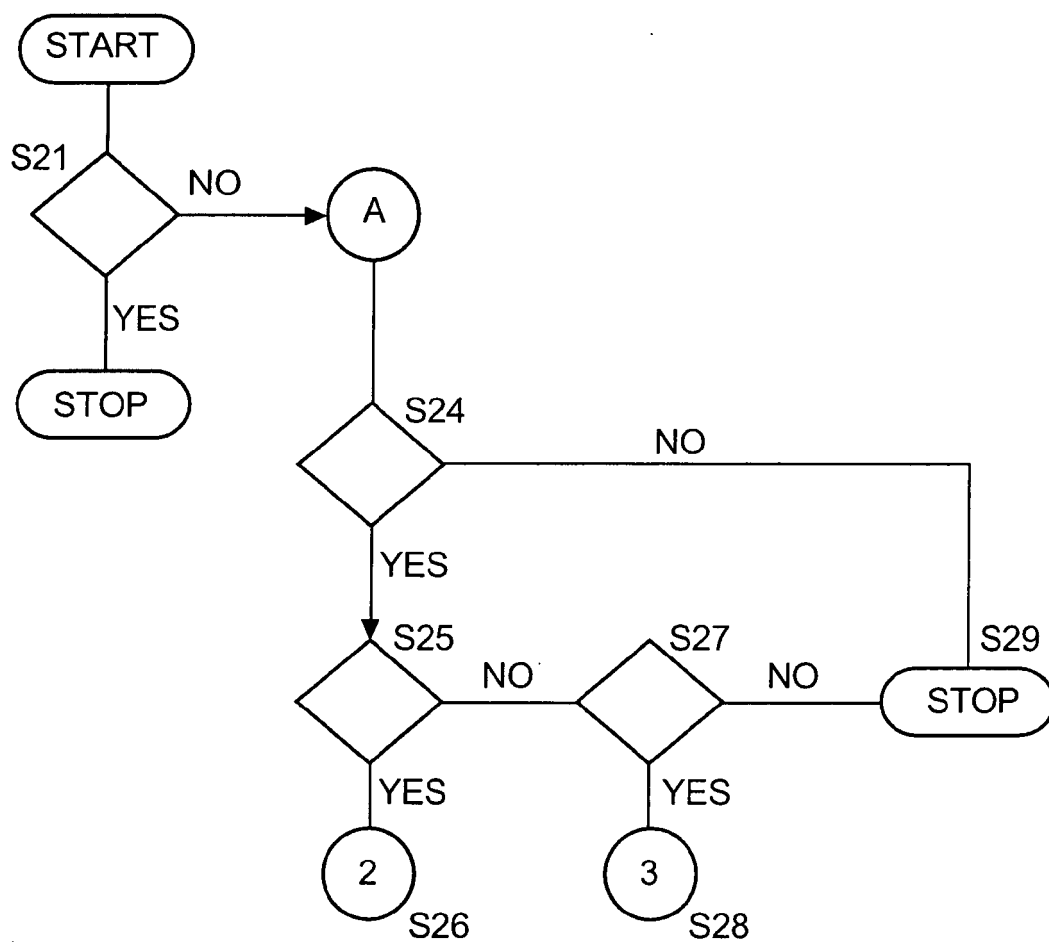 START
S21
NO
A
YES
STOP
S24
NO
YES
S25
S27
S29
NO
NO
STOP
YES
YES
2
3
S26
S28